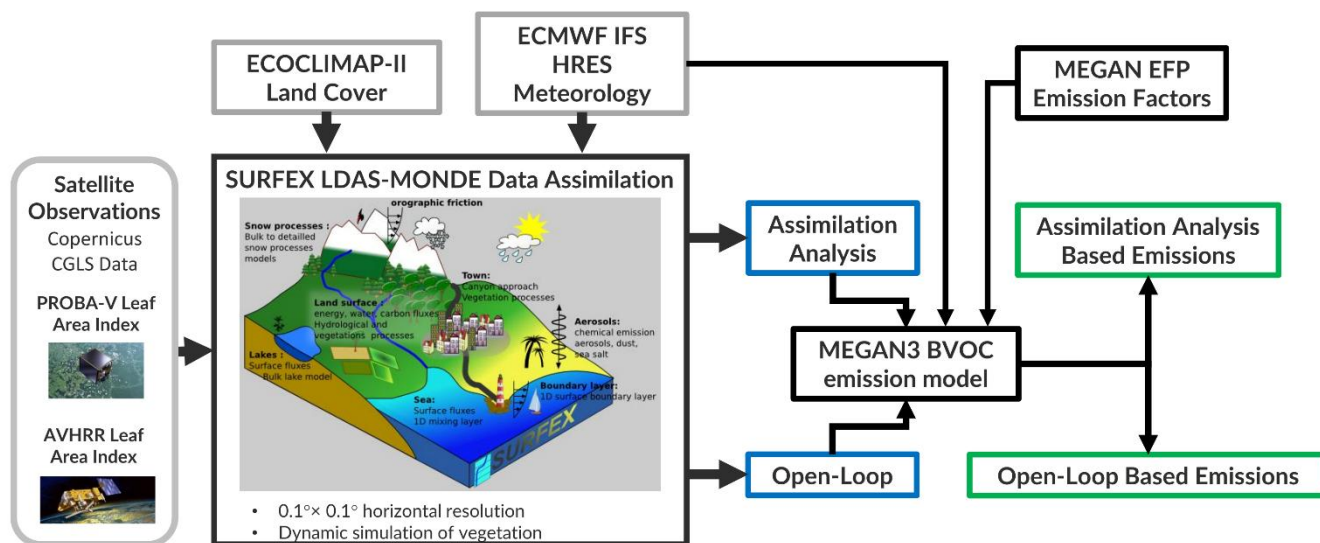 ECOCLIMAP-II
Land Cover
ECMWF IFS
HRES
Meteorology
MEGAN EFP
Emission Factors
Satellite
Observations
Copernicus
CGLS Data
PROBA-V Leaf
Area Index
AVHRR Leaf
Area Index
SURFEX LDAS-MONDE Data Assimilation
orographic friction
Snow processes :
Bulk to detailled
snow processes
models
Town:
Canyon approach
Vegetation processes
Land surface :
energy, water, carbon fluxes
Hydrological and
vegetations processes
Aerosols:
chemical emission
aerosols, dust,
sea salt
Lakes :
Surface fluxes
Bulk lake model
Boundary layer:
1D surface boundary layer
Sea:
Surface fluxes
1D mixing layer
SURFEX
• 0.1°× 0.1° horizontal resolution
• Dynamic simulation of vegetation
Assimilation
Analysis
Open-Loop
MEGAN3 BVOC
emission model
Assimilation Analysis
Based Emissions
Open-Loop Based Emissions